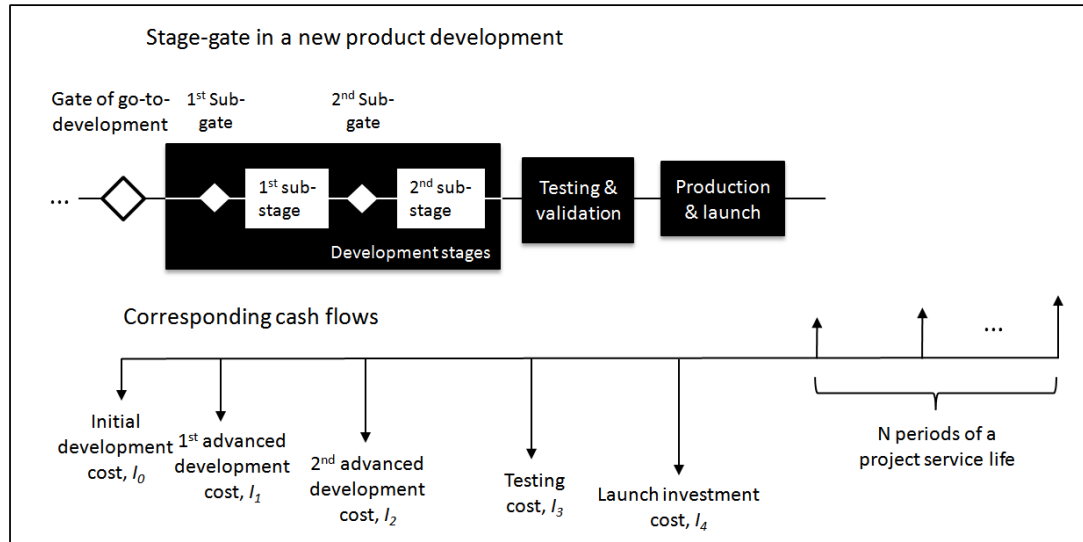 Stage-gate in a new product development
Gate of go-to-
development
1st Sub-
gate
2nd Sub-
gate
...
1st sub-
stage
2nd sub-
stage
Development stages
Testing &
validation
Production
& launch
Corresponding cash flows
...
Initial
development
cost, I0
1st advanced
development
cost, I1
2nd advanced
development
cost, I2
Testing
cost, I3
Launch investment
cost, I4
N periods of a
project service life